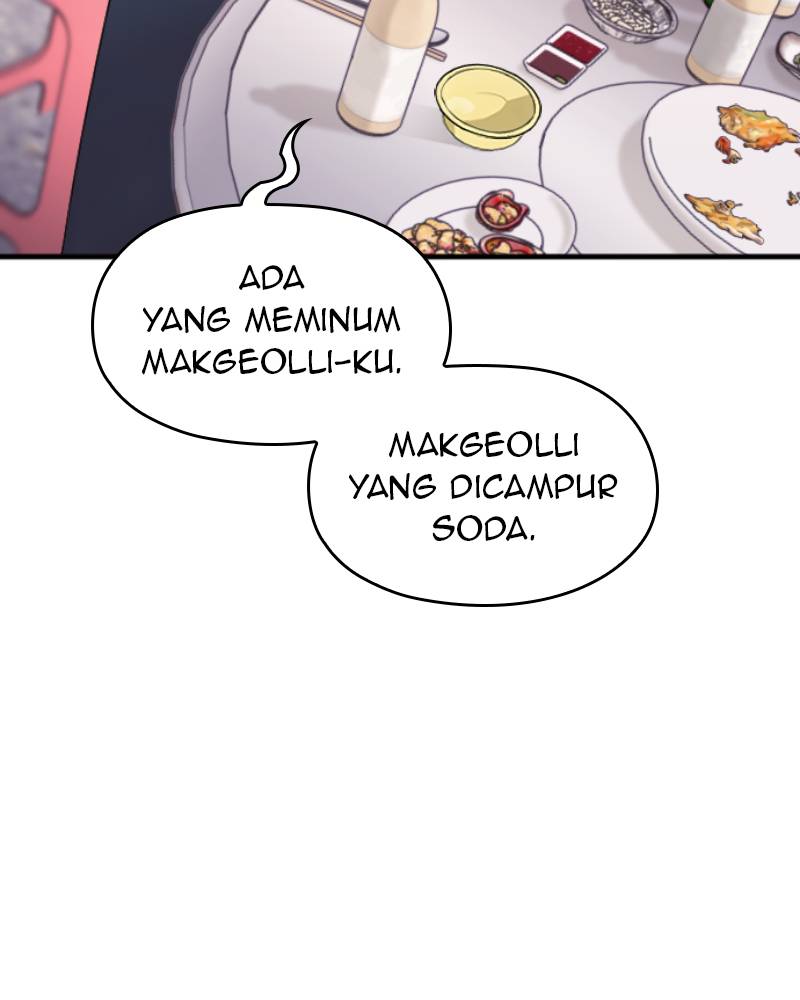 ADA
YANG MEMINUM
MAKGEOLLI-KU.
MAKGEOLLI
YANG DICAMPUR
SODA.